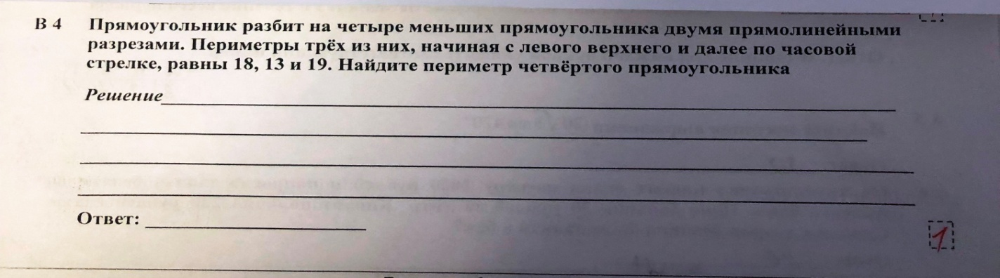 В 4 Прямоугольник разбит на четыре меньших прямоугольника двумя прямолинейными
разрезами. Периметры трёх из них, начиная с левого верхнего и далее по часовой
стрелке, равны 18, 13 и 19. Найдите периметр четвёртого прямоугольника
Решение
Ответ:
1